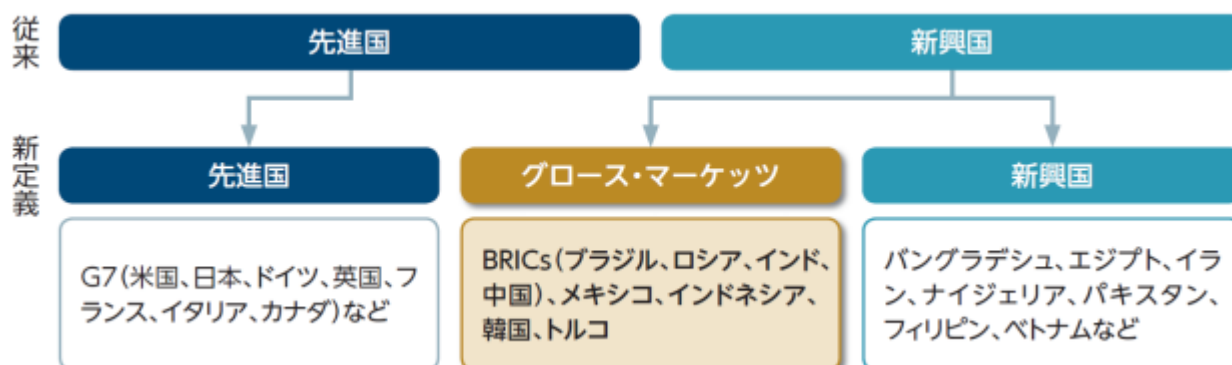 従来
先進国
新興国
新定義
先進国
グロース・マーケッツ
新興国
G7(米国、日本、ドイツ、英国、フ
ランス、イタリア、カナダ)など
BRICs(ブラジル、ロシア、インド、
中国)、メキシコ、インドネシア、
韓国、トルコ
バングラデシュ、エジプト、イラ
ン、ナイジェリア、パキスタン、
フィリピン、ベトナムなど